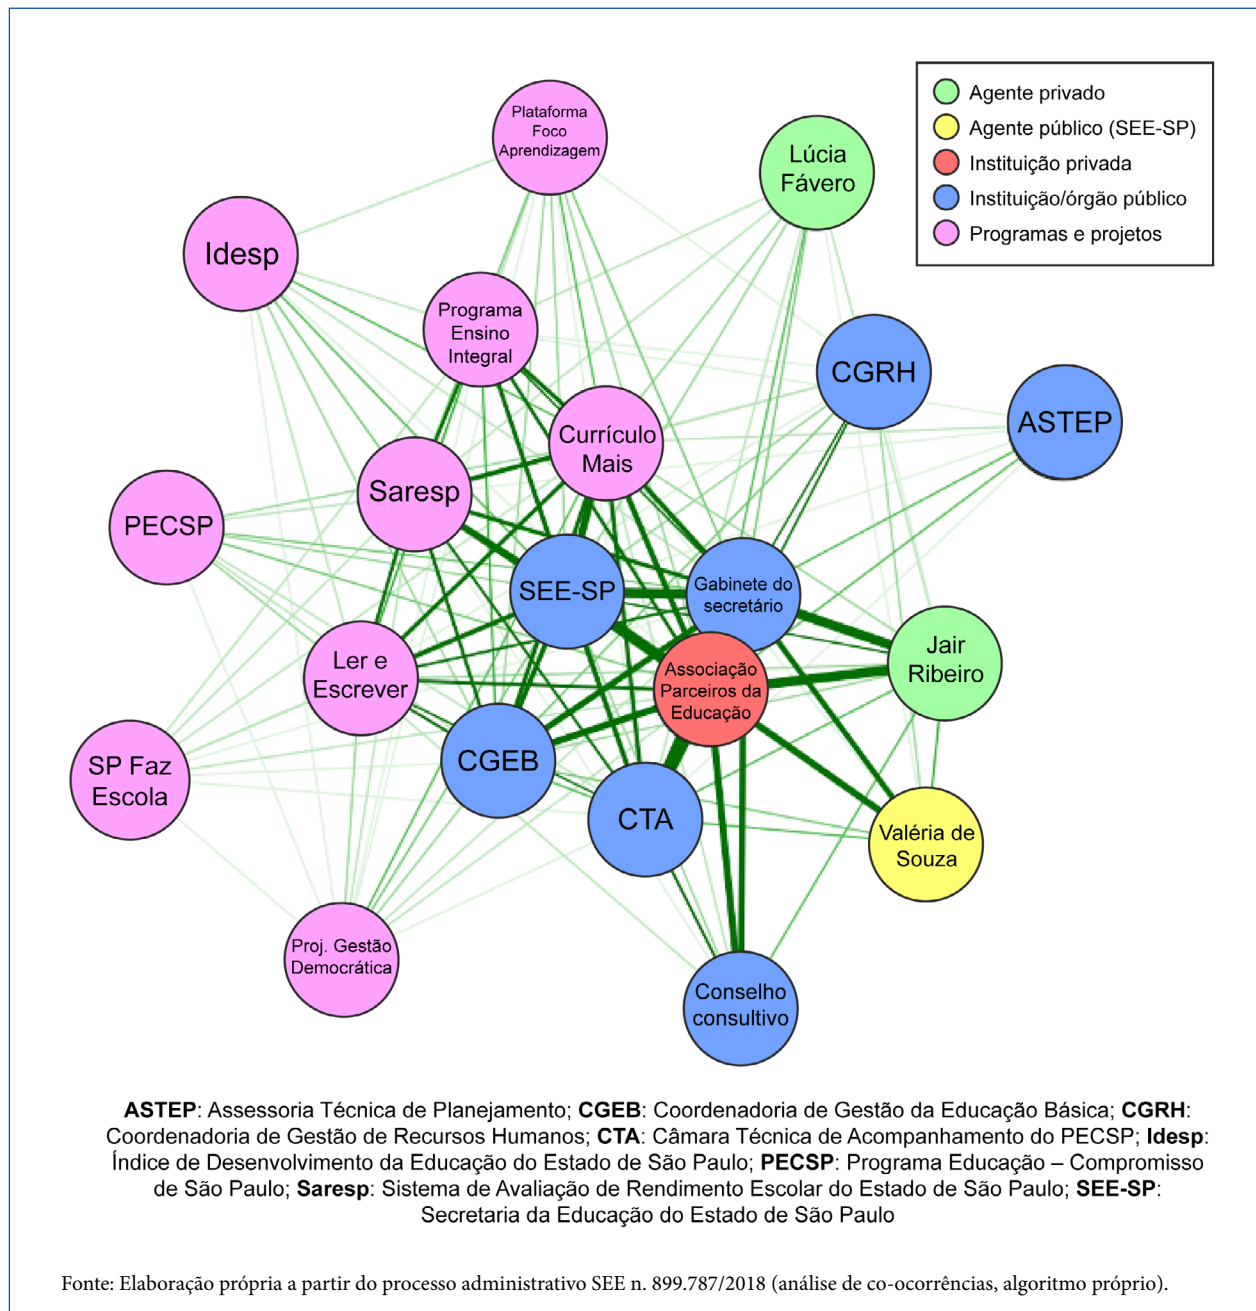 Plataforma
Foco
Aprendizagem
Lúcia
Fávero
Agente privado
Agente público (SEE-SP)
Instituição privada
Instituição/órgão público
Programas e projetos
Idesp
Programa
Ensino
Integral
CGRH
ASTEP
Currículo
Mais
Saresp
PECSP
SEE-SP
Gabinete do
secretário
Jair
Ribeiro
Ler e
Escrever
Associação
Parceiros da
Educação
CGEB
SP Faz
Escola
CTA
Valéria de
Souza
Proj. Gestão
Democrática
Conselho
consultivo
ASTEP: Assessoria Técnica de Planejamento; CGEB: Coordenadoria de Gestão da Educação Básica; CGRH:
Coordenadoria de Gestão de Recursos Humanos; CTA: Câmara Técnica de Acompanhamento do PECSP; Idesp:
Índice de Desenvolvimento da Educação do Estado de São Paulo; PECSP: Programa Educação – Compromisso
de São Paulo; Saresp: Sistema de Avaliação de Rendimento Escolar do Estado de São Paulo; SEE-SP:
Secretaria da Educação do Estado de São Paulo
Fonte: Elaboração própria a partir do processo administrativo SEE n. 899.787/2018 (análise de co-ocorrências, algoritmo próprio).